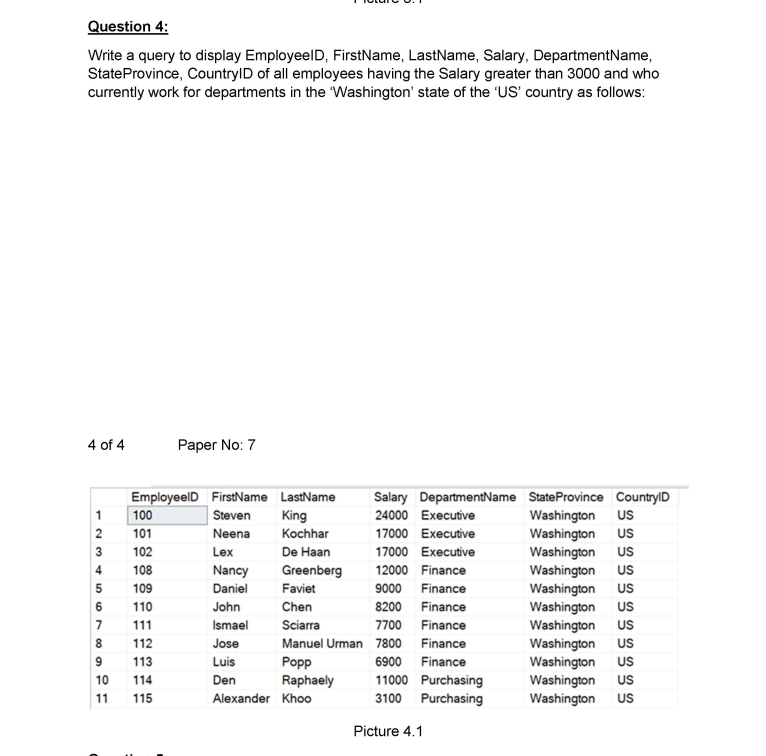 Question 4:
Write a query to display EmployeeID, FirstName, LastName, Salary, DepartmentName,
StateProvince, CountryID of all employees having the Salary greater than 3000 and who
currently work for departments in the ‘Washington’ state of the ‘US’ country as follows:
4 of 4 Paper No: 7
EmployeeID FirstName LastName Salary DepartmentName StateProvince CountryID
1 100 Steven King 24000 Executive Washington US
2 101 Neena Kochhar 17000 Executive Washington US
3 102 Lex De Haan 17000 Executive Washington US
4 108 Nancy Greenberg 12000 Finance Washington US
5 109 Daniel Faviet 9000 Finance Washington US
6 110 John Chen 8200 Finance Washington US
7 111 Ismael Sciarra 7700 Finance Washington US
8 112 Jose Manuel Urman 7800 Finance Washington US
9 113 Luis Popp 6900 Finance Washington US
10 114 Den Raphaely 11000 Purchasing Washington US
11 115 Alexander Khoo 3100 Purchasing Washington US
Picture 4.1